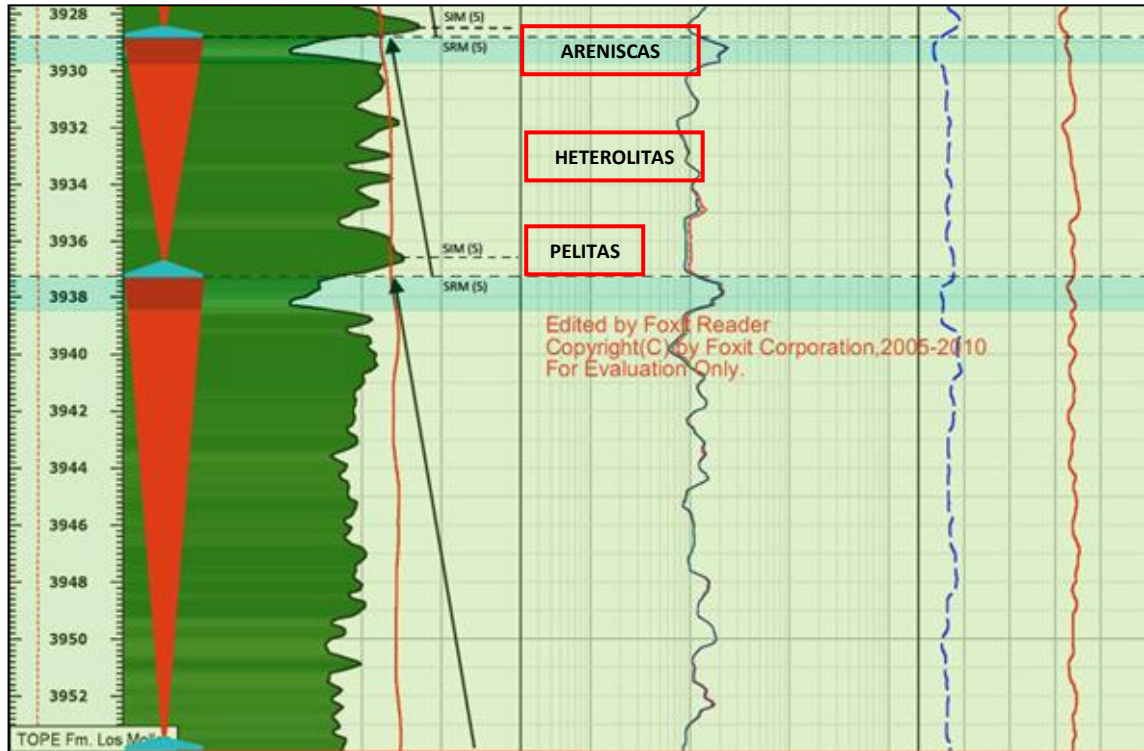 3928
SIM (5)
SRM (5)
ARENISCAS
3930
3932
HETEROLITAS
3934
3936
SIM (5)
PELITAS
3938
SRM (5)
Edited by Foxit Reader
Copyright(C) by Foxit Corporation,2005-2010
For Evaluation Only.
3940
3942
3944
3946
3948
3950
3952
TOPE Fm. Los